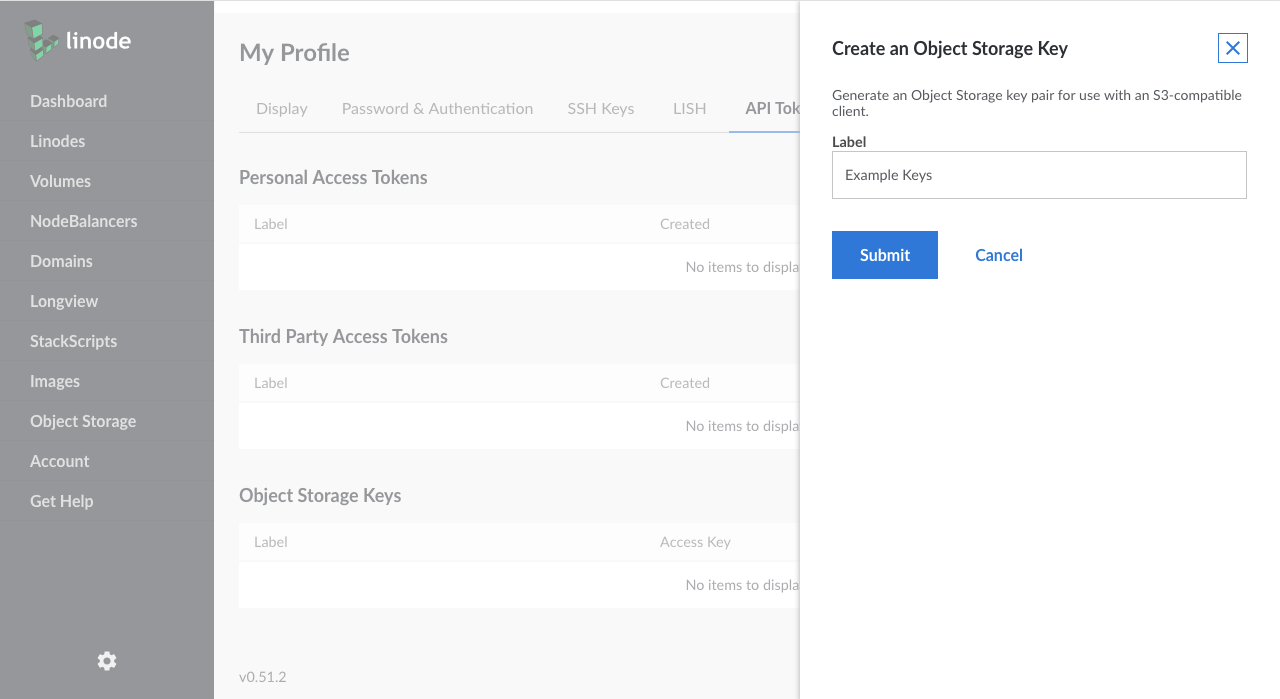 linode
Dashboard
Linodes
Volumes
NodeBalancers
Domains
Longview
StackScripts
Images
Object Storage
Account
Get Help
My Profile
Display Password & Authentication SSH Keys LISH API Tok
Personal Access Tokens
Label Created
No items to displa
Third Party Access Tokens
Label Created
No items to displa
Object Storage Keys
Label Access Key
No items to displa
v0.51.2
Create an Object Storage Key
Generate an Object Storage key pair for use with an S3-compatible
client.
Label
Example Keys
Submit Cancel